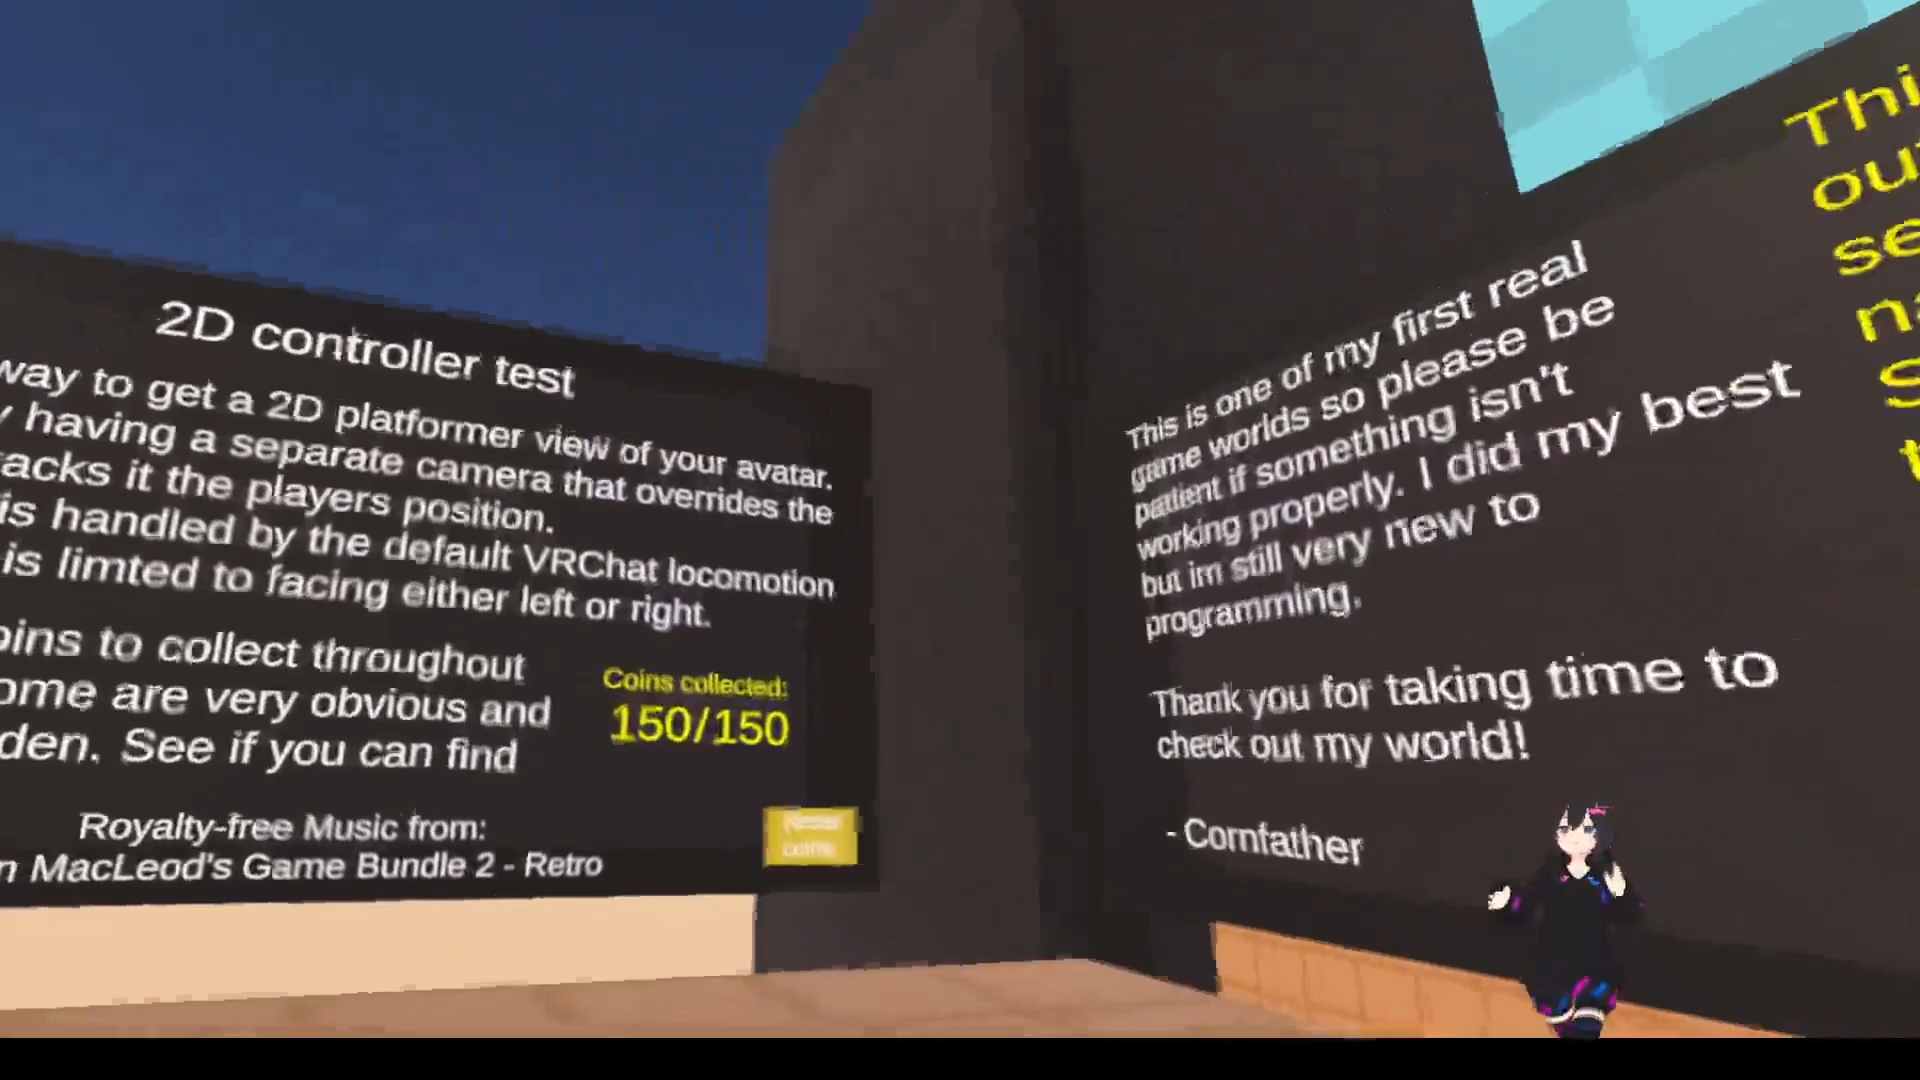 2D controller test
way to get a 2D platformer view of your avatar.
having a separate camera that overrides the
acks it the players position.
is handled by the default VRChat locomotion
is limted to facing either left or right.
oins to collect throughout
ome are very obvious and
den. See if you can find
Coins collected:
150/150
Royalty-free Music from:
n MacLeod's Game Bundle 2 - Retro
coins
This is one of my first real
game worlds so please be
patient if something isn't
working properly. I did my best
but im still very new to
programming.
Thank you for taking time to
check out my world!
- Cornfather
Thi
ou
se
na
S
t